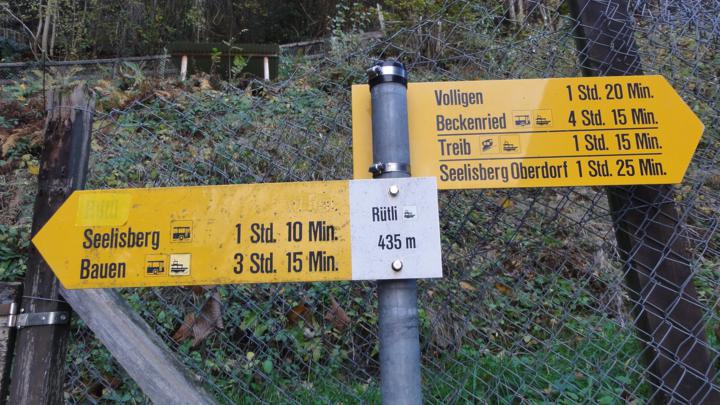 Volligen 1 Std. 20 Min.
Beckenried 4 Std. 15 Min.
Treib 1 Std. 15 Min.
Seelisberg Oberdorf 1 Std. 25 Min.
Rütli
435 m
Seelisberg 1 Std. 10 Min.
Bauen 3 Std. 15 Min.